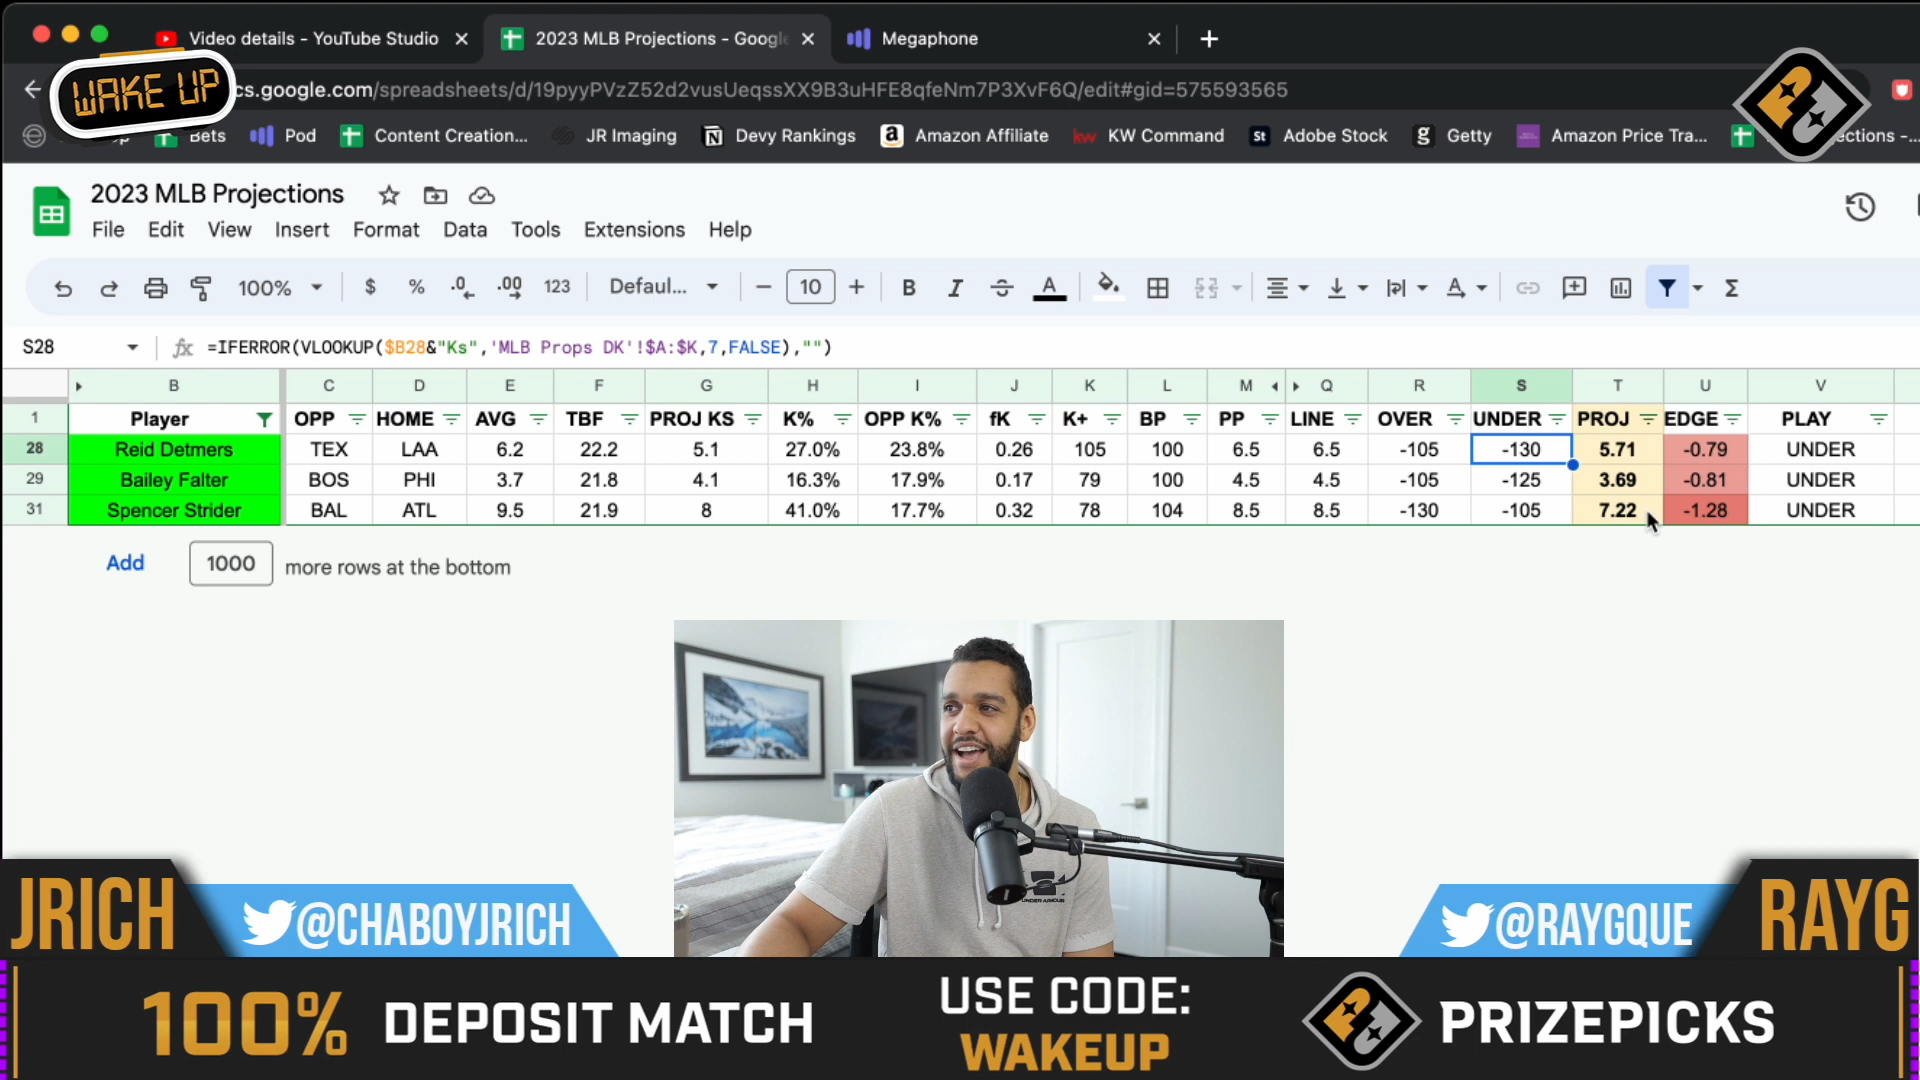 Video details - YouTube Studio
2023 MLB Projections - Google
Megaphone
WAKE UP
cs.google.com/spreadsheets/d/19pyyPVzZ52d2vusUeqssXX9B3uHFE8qfeNm7P3XvF6Q/edit#gid=575593565
Bets Pod Content Creation... JR Imaging Devy Rankings Amazon Affiliate KW Command Adobe Stock Getty Amazon Price Tra... ections -...
2023 MLB Projections
File Edit View Insert Format Data Tools Extensions Help
100% $ % .0 .00 123 Defaul... 10 B I A
S28 fx =IFERROR(VLOOKUP($B28&"Ks",'MLB Props DK'!$A:$K,7,FALSE),"")
B C D E F G H I J K L M Q R S T U V
1 Player OPP HOME AVG TBF PROJ KS K% OPP K% fK K+ BP PP LINE OVER UNDER PROJ EDGE PLAY
28 Reid Detmers TEX LAA 6.2 22.2 5.1 27.0% 23.8% 0.26 105 100 6.5 6.5 -105 -130 5.71 -0.79 UNDER
29 Bailey Falter BOS PHI 3.7 21.8 4.1 16.3% 17.9% 0.17 79 100 4.5 4.5 -105 -125 3.69 -0.81 UNDER
31 Spencer Strider BAL ATL 9.5 21.9 8 41.0% 17.7% 0.32 78 104 8.5 8.5 -130 -105 7.22 -1.28 UNDER
Add 1000 more rows at the bottom
UNDER ARMOUR
JRICH @CHABOYJRICH
@RAYGQUE RAYG
100% DEPOSIT MATCH
USE CODE:
WAKEUP
PRIZEPICKS